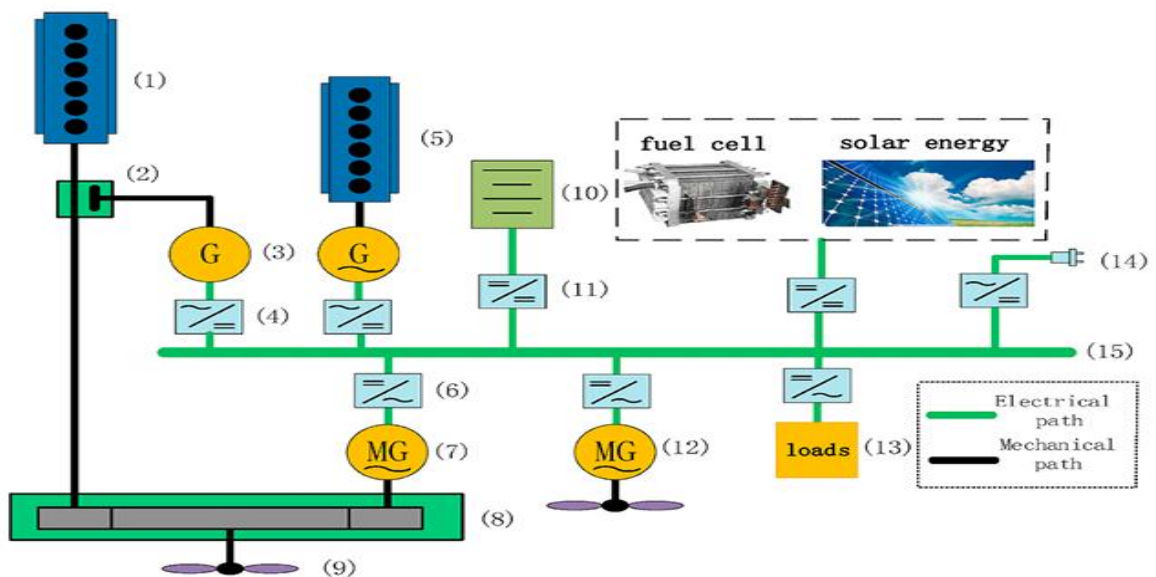 (1)
(2)
(5)
fuel cell
solar energy
(10)
G
(3)
G
(4)
(11)
(14)
(15)
(6)
MG
(7)
MG
(12)
loads
(13)
Electrical
path
Mechanical
path
(8)
(9)